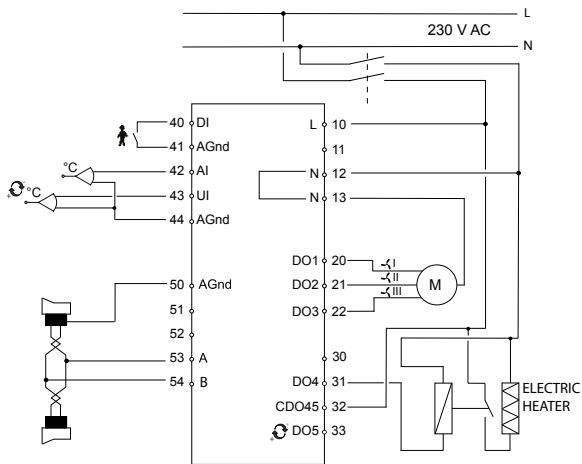 L
230 V AC
N
40 DI
L 10
41 AGnd
11
°C
42 AI
N 12
°C
43 UI
N 13
44 AGnd
DO1 20 I
50 AGnd
DO2 21 II
M
51
DO3 22 III
52
53 A
30
54 B
DO4 31
ELECTRIC
HEATER
CDO45 32
DO5 33